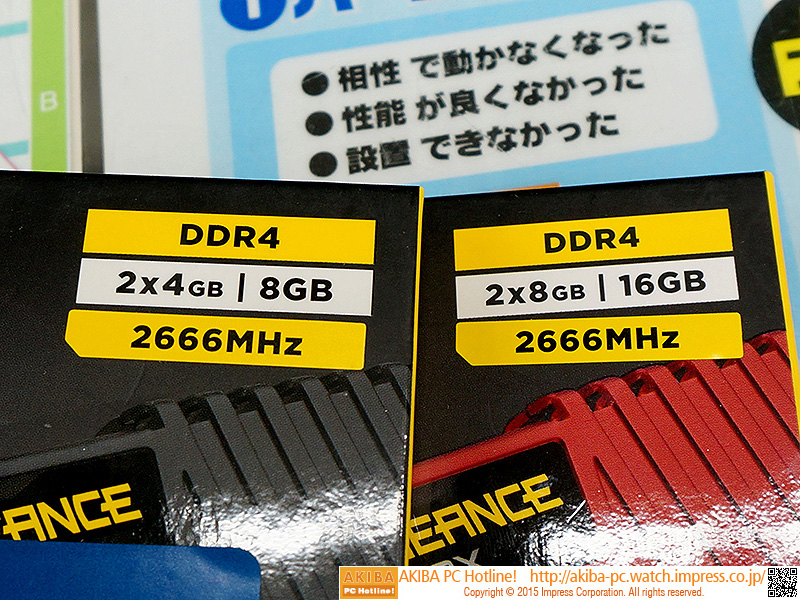 B
● 相性 で動かなくなった
● 性能 が良くなかった
● 設置 できなかった
DDR4
2x4GB | 8GB
2666MHz
DDR4
2x8GB | 16GB
2666MHz
EANCE
GEANCE
AKIBA PC Hotline!
AKIBA PC Hotline! http://akiba-pc.watch.impress.co.jp/
Copyright © 2015 Impress Corporation. All rights reserved.